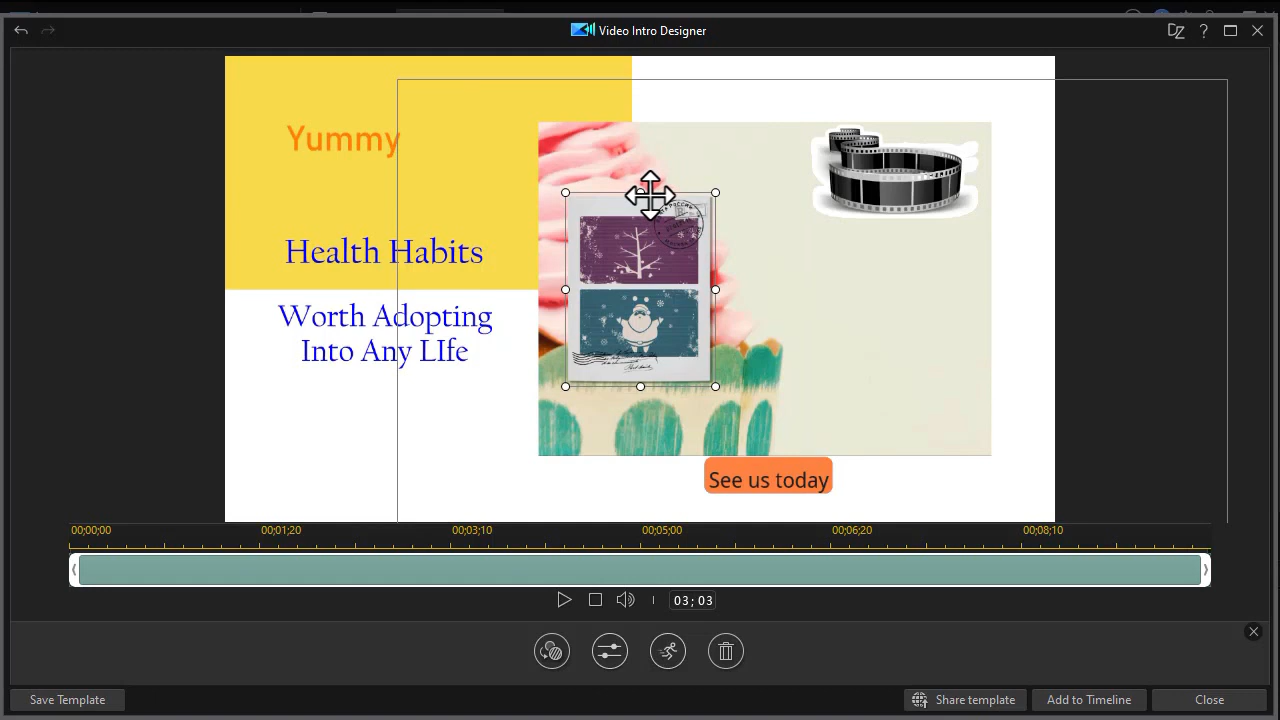 Video Intro Designer
?
Yummy
Health Habits
Worth Adopting
Into Any LIfe
See us today
00;00;00 00;01;20 00;03;10 00;05;00 00;06;20 00;08;10
03; 03
Save Template Share template Add to Timeline Close